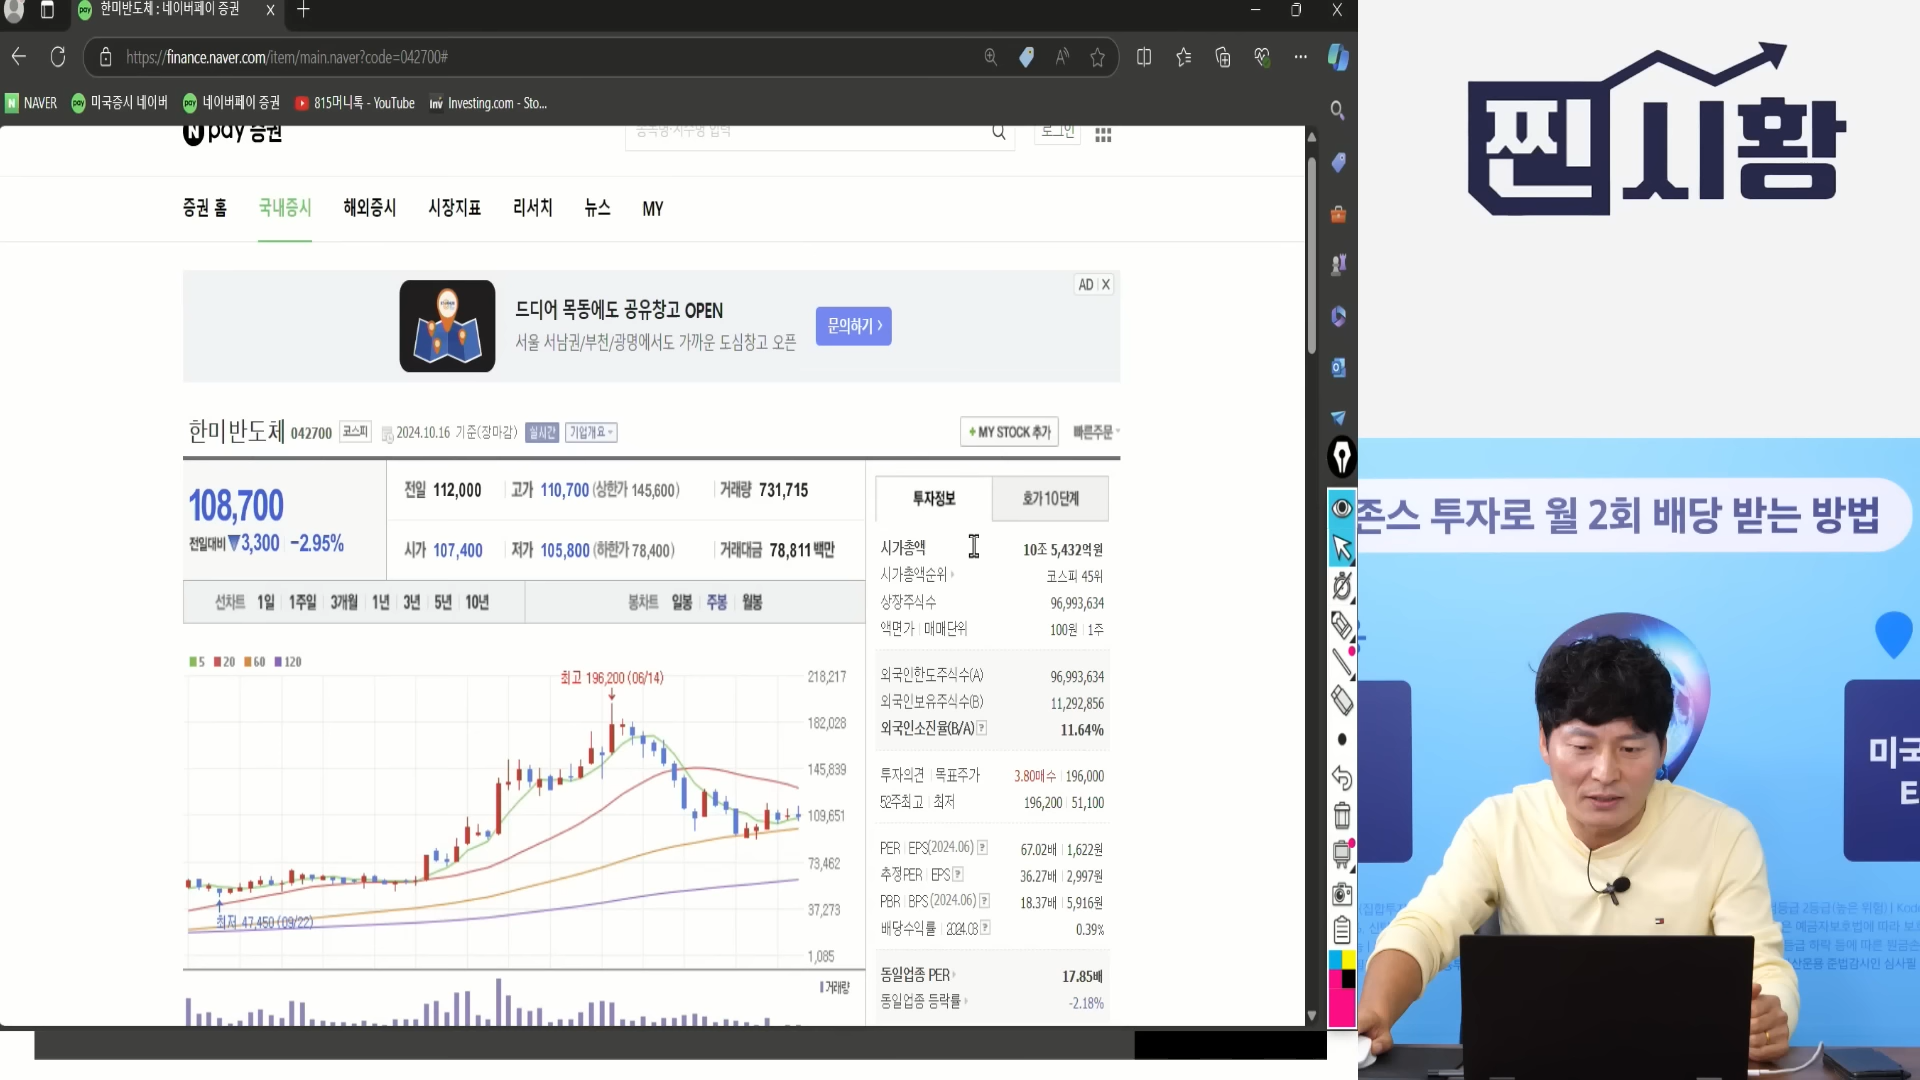 한미반도체 : 네이버페이 증권
https://finance.naver.com/item/main.naver?code=042700#
NAVER 미국증시 네이버 네이버페이 증권 815머니톡 - YouTube Investing.com - Sto...
N pay 증권
종목명·지수명 입력
로그인
증권 홈 국내증시 해외증시 시장지표 리서치 뉴스 MY
AD X
드디어 목동에도 공유창고 OPEN
서울 서남권/부천/광명에서도 가까운 도심창고 오픈
문의하기 >
한미반도체 042700 코스피 2024.10.16 기준(장마감) 실시간 기업개요
+ MY STOCK 추가 빠른주문
108,700
전일대비 ▼3,300 -2.95%
전일 112,000 고가 110,700 (상한가 145,600) 거래량 731,715
시가 107,400 저가 105,800 (하한가 78,400) 거래대금 78,811 백만
선차트 1일 1주일 3개월 1년 3년 5년 10년 봉차트 일봉 주봉 월봉
5 20 60 120
최고 196,200 (06/14)
최저 47,450 (09/22)
218,217
182,028
145,839
109,651
73,462
37,273
1,085
거래량
투자정보 호가 10단계
시가총액 10조 5,432억원
시가총액순위 코스피 45위
상장주식수 96,993,634
액면가 매매단위 100원 1주
외국인한도주식수(A) 96,993,634
외국인보유주식수(B) 11,292,856
외국인소진율(B/A) ? 11.64%
투자의견 목표주가 3.80매수 196,000
52주최고 최저 196,200 51,100
PER EPS(2024.06) ? 67.02배 1,622원
추정PER EPS ? 36.27배 2,997원
PBR BPS (2024.06) ? 18.37배 5,916원
배당수익률 2024.03 ? 0.39%
동일업종 PER 17.85배
동일업종 등락률 -2.18%
찐시황
존스 투자로 월 2회 배당 받는 방법
미국